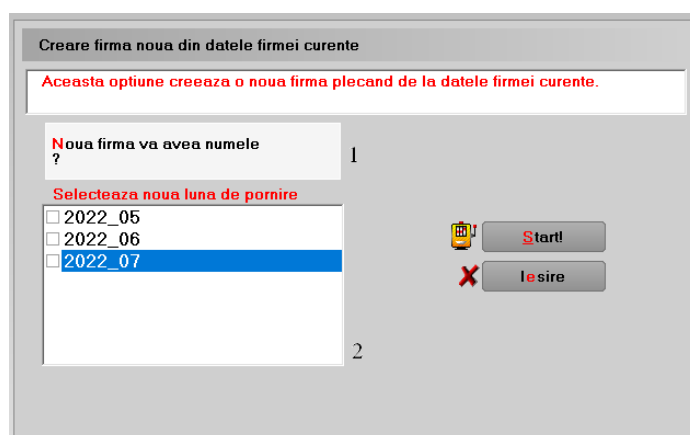 Creare firma noua din datele firmei curente
Aceasta optiune creeaza o noua firma plecand de la datele firmei curente.
Noua firma va avea numele
?
1
Selecteaza noua luna de pornire
2022_05
2022_06
2022_07
Start!
Iesire
2